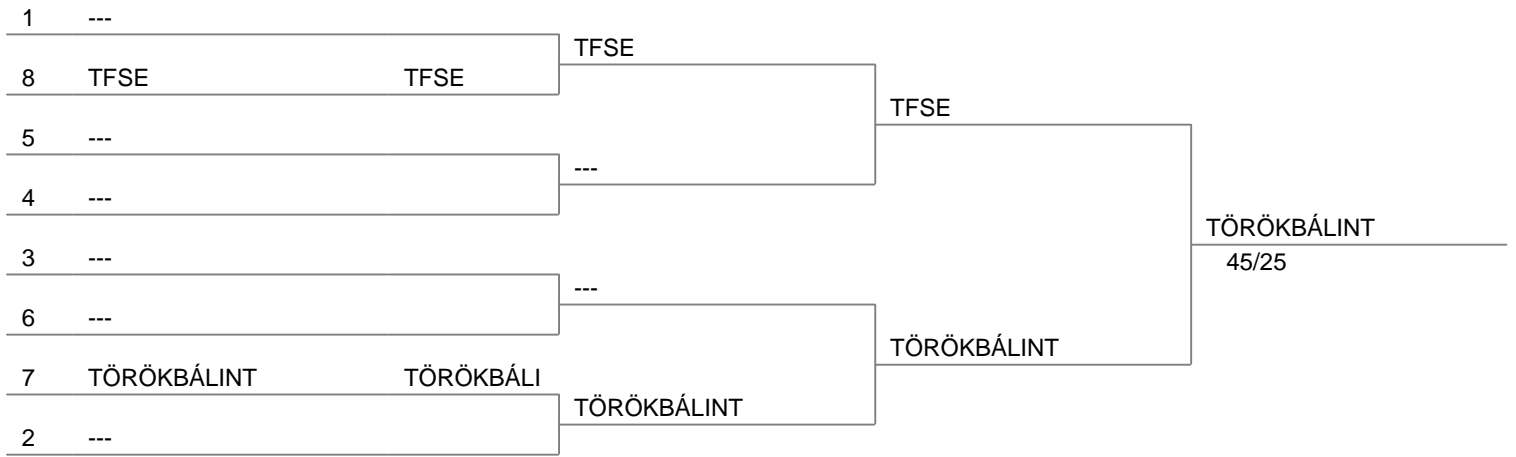 1 ---
TFSE
8 TFSE TFSE
TFSE
5 ---
---
4 ---
TÖRÖKBÁLINT
3 ---
45/25
---
6 ---
TÖRÖKBÁLINT
7 TÖRÖKBÁLINT TÖRÖKBÁLI
TÖRÖKBÁLINT
2 ---